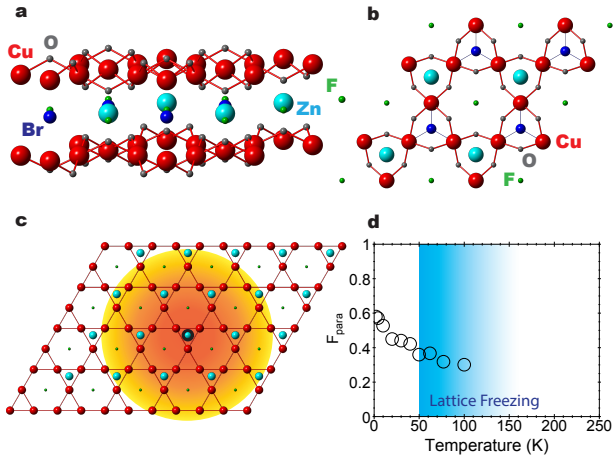 a
Cu
O
Br
F
Zn
b
Cu
O
F
c
d
F_para
1
0.8
0.6
0.4
0.2
0
Lattice Freezing
0 50 100 150 200 250
Temperature (K)